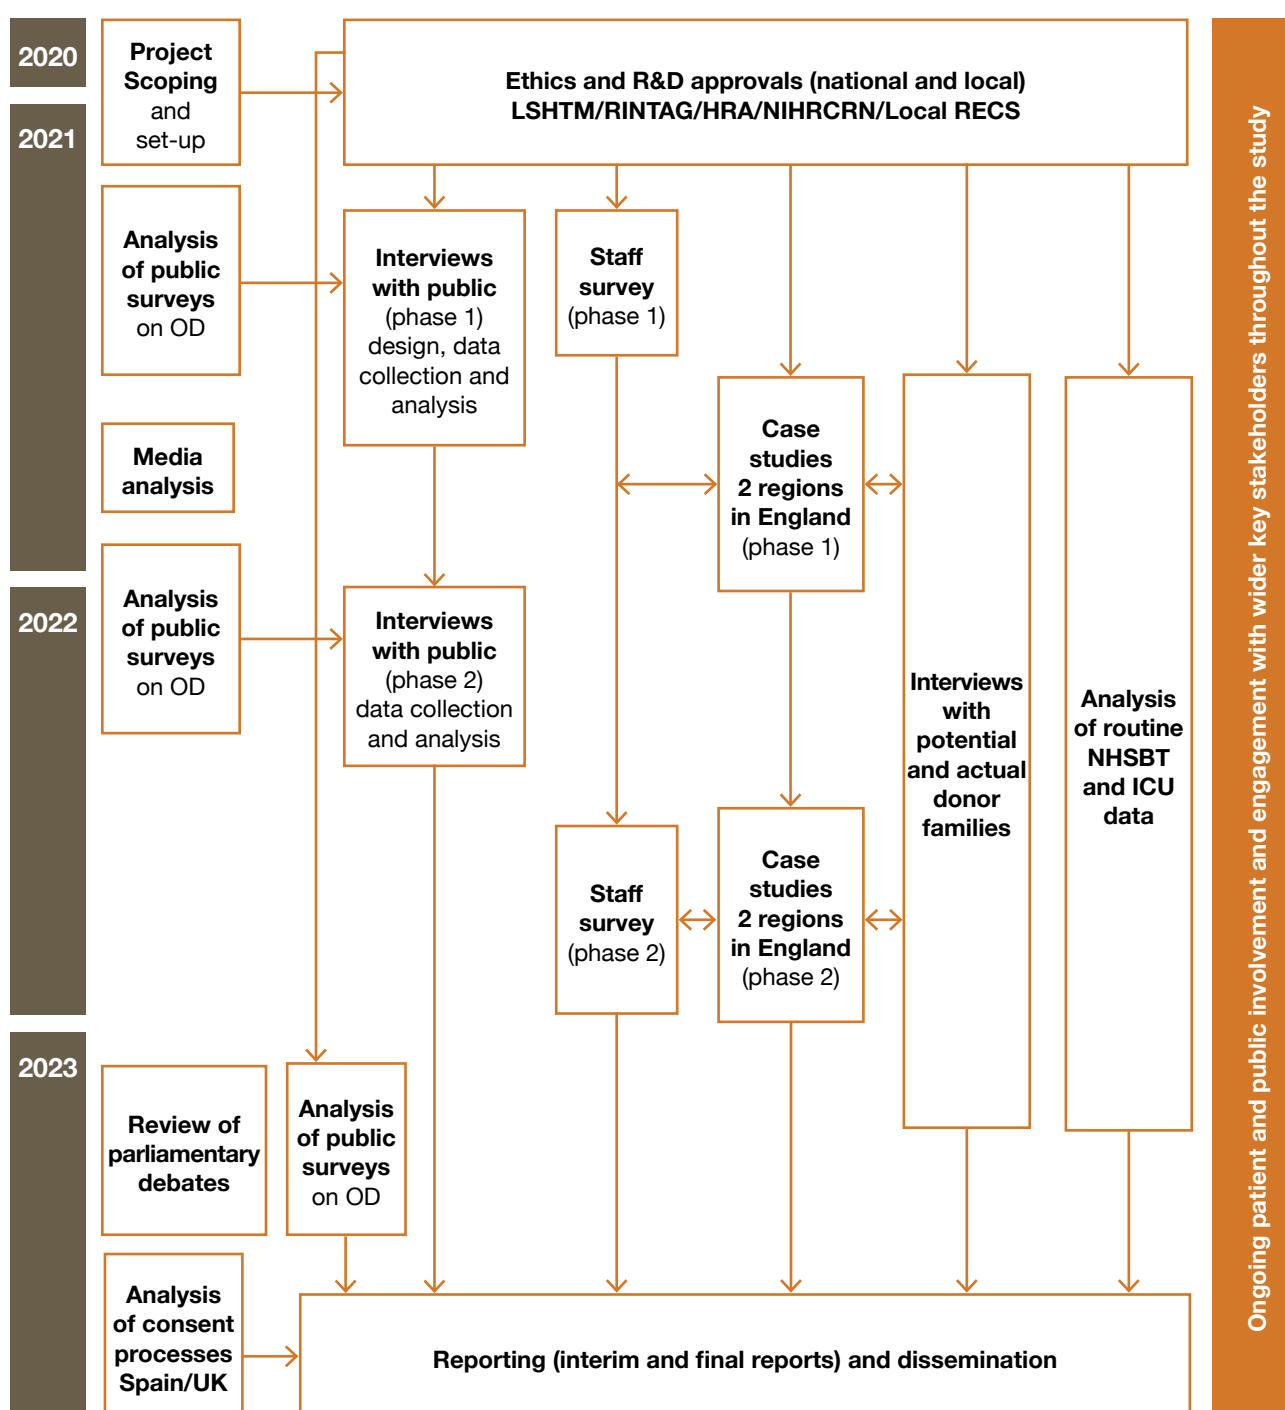 2020
Project
Scoping
and
set-up
Ethics and R&D approvals (national and local)
LSHTM/RINTAG/HRA/NIHRCRN/Local RECS
2021
Analysis
of public
surveys
on OD
Interviews
with public
(phase 1)
design, data
collection and
analysis
Staff
survey
(phase 1)
Media
analysis
Case
studies
2 regions
in England
(phase 1)
2022
Analysis
of public
surveys
on OD
Interviews
with public
(phase 2)
data collection
and analysis
Interviews
with
potential
and actual
donor
families
Analysis
of routine
NHSBT
and ICU
data
Staff
survey
(phase 2)
Case
studies
2 regions
in England
(phase 2)
2023
Review of
parliamentary
debates
Analysis
of public
surveys
on OD
Analysis
of consent
processes
Spain/UK
Reporting (interim and final reports) and dissemination
Ongoing patient and public involvement and engagement with wider key stakeholders throughout the study